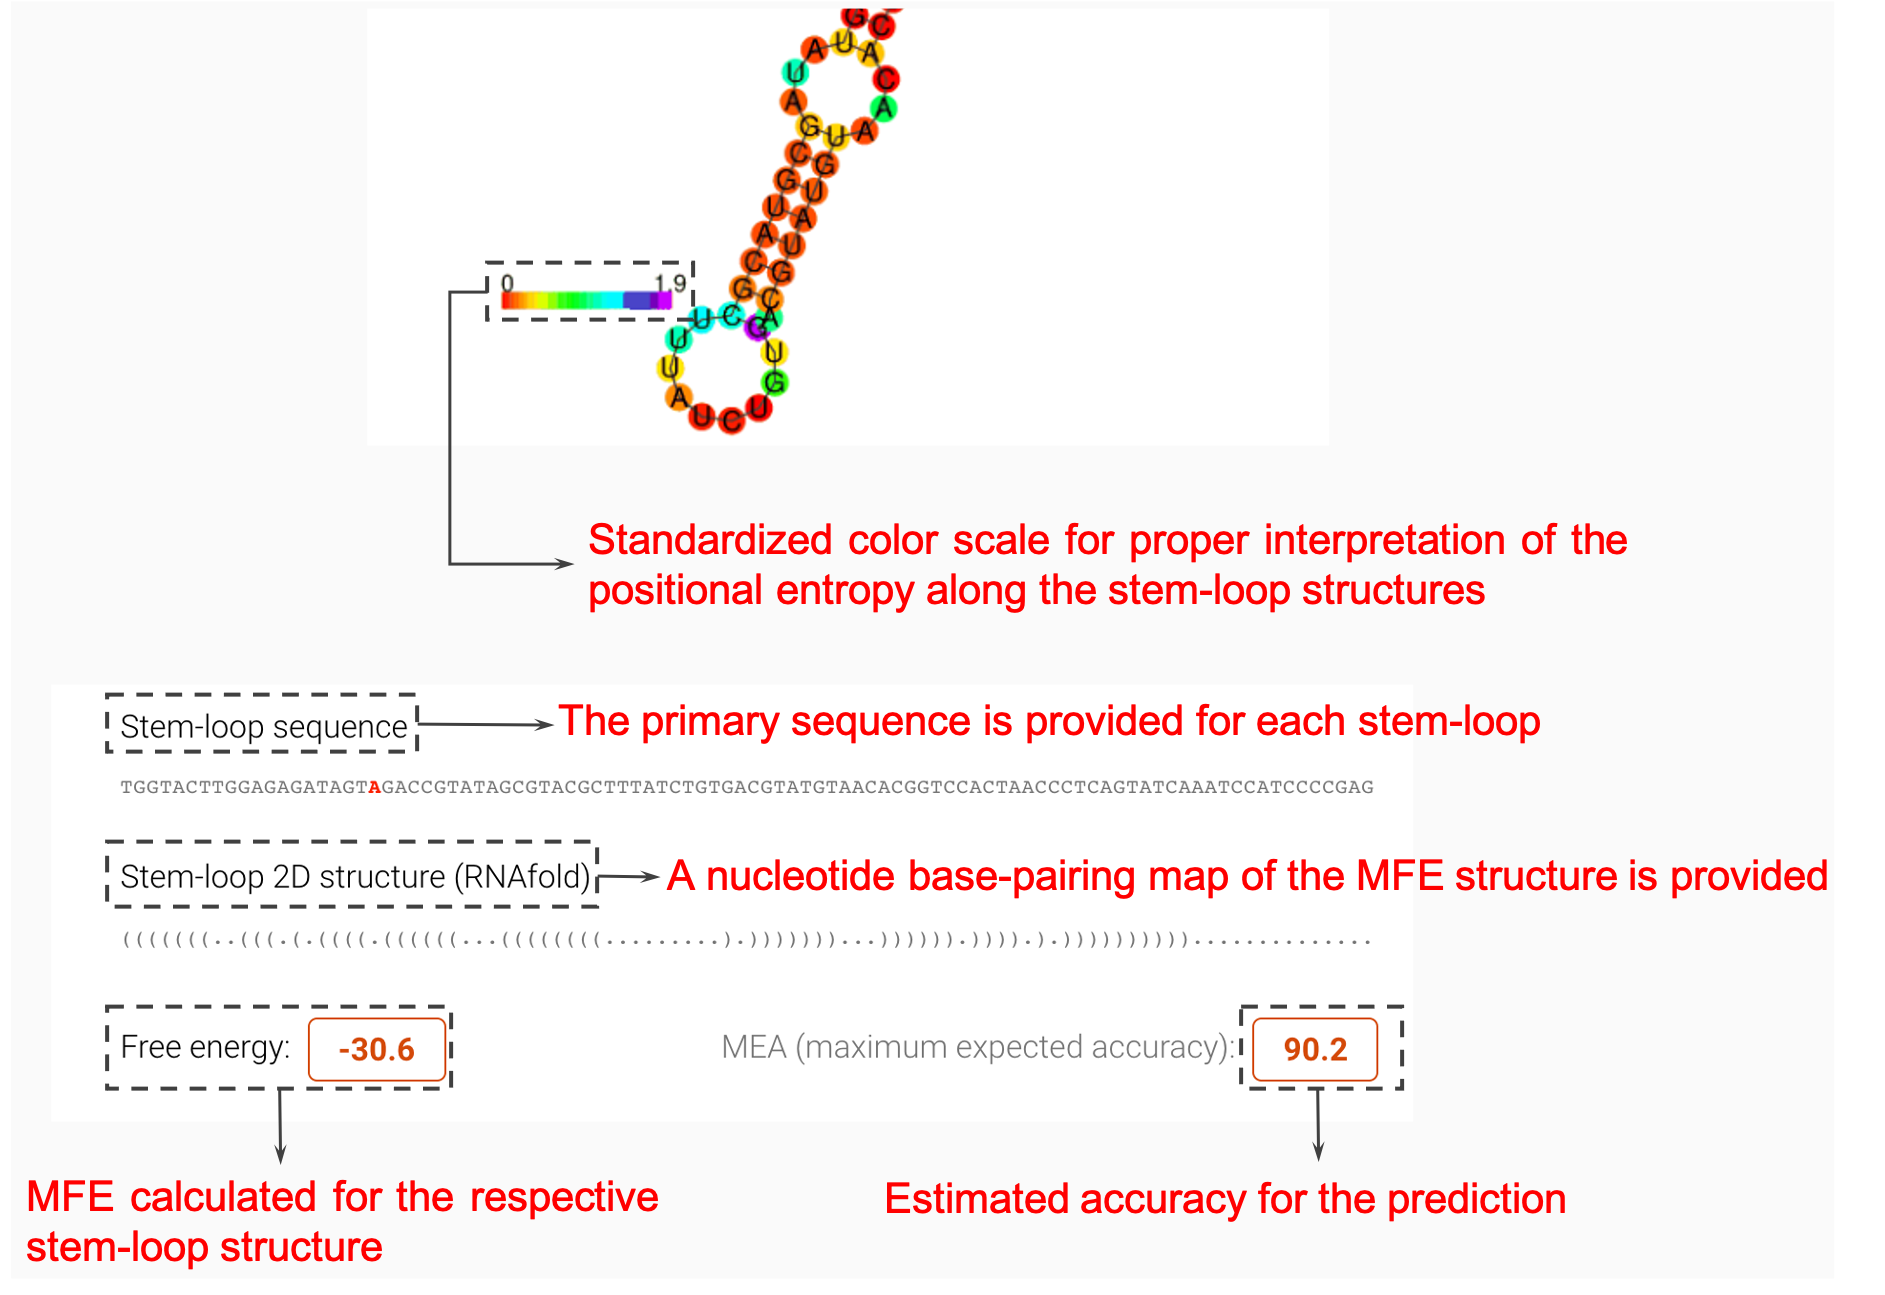 G U A U A G C G U A C G C U U U A U C U G U G A C G U A U G U A A C A C
0 1.9
Standardized color scale for proper interpretation of the
positional entropy along the stem-loop structures
Stem-loop sequence
The primary sequence is provided for each stem-loop
TGGTACTTGGAGAGATAGTAGACCGTATAGCGTACGCTTTATCTGTGACGTATGTAACACGGTCCACTAACCCTCAGTATCAAATCCATCCCCGAG
Stem-loop 2D structure (RNAfold)
A nucleotide base-pairing map of the MFE structure is provided
(((((((..(((.(.((((.((((((...((((((((.........).)))))))...)))))).)))).).))))))))))..............
Free energy: -30.6
MEA (maximum expected accuracy): 90.2
MFE calculated for the respective
stem-loop structure
Estimated accuracy for the prediction